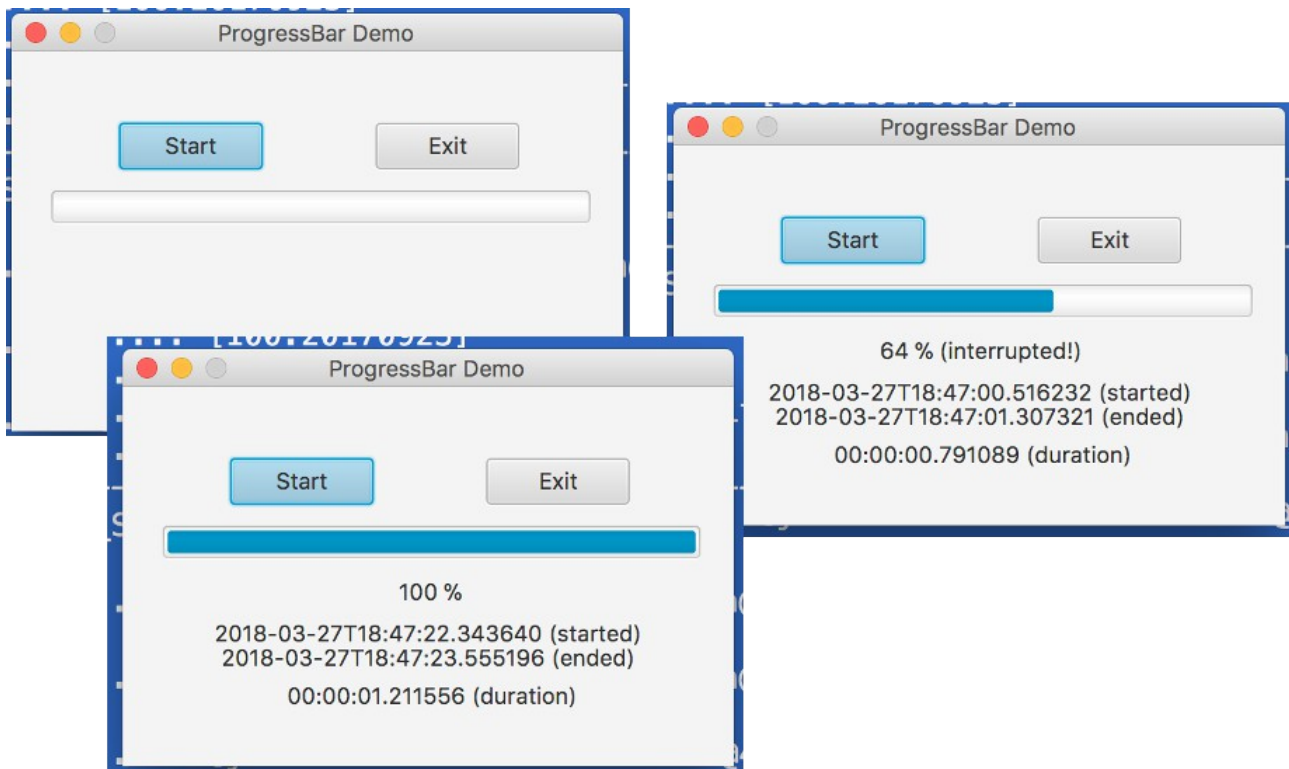 ProgressBar Demo
Start Exit
ProgressBar Demo
Start Exit
64 % (interrupted!)
2018-03-27T18:47:00.516232 (started)
2018-03-27T18:47:01.307321 (ended)
00:00:00.791089 (duration)
[100.20170925]
ProgressBar Demo
Start Exit
100 %
2018-03-27T18:47:22.343640 (started)
2018-03-27T18:47:23.555196 (ended)
00:00:01.211556 (duration)